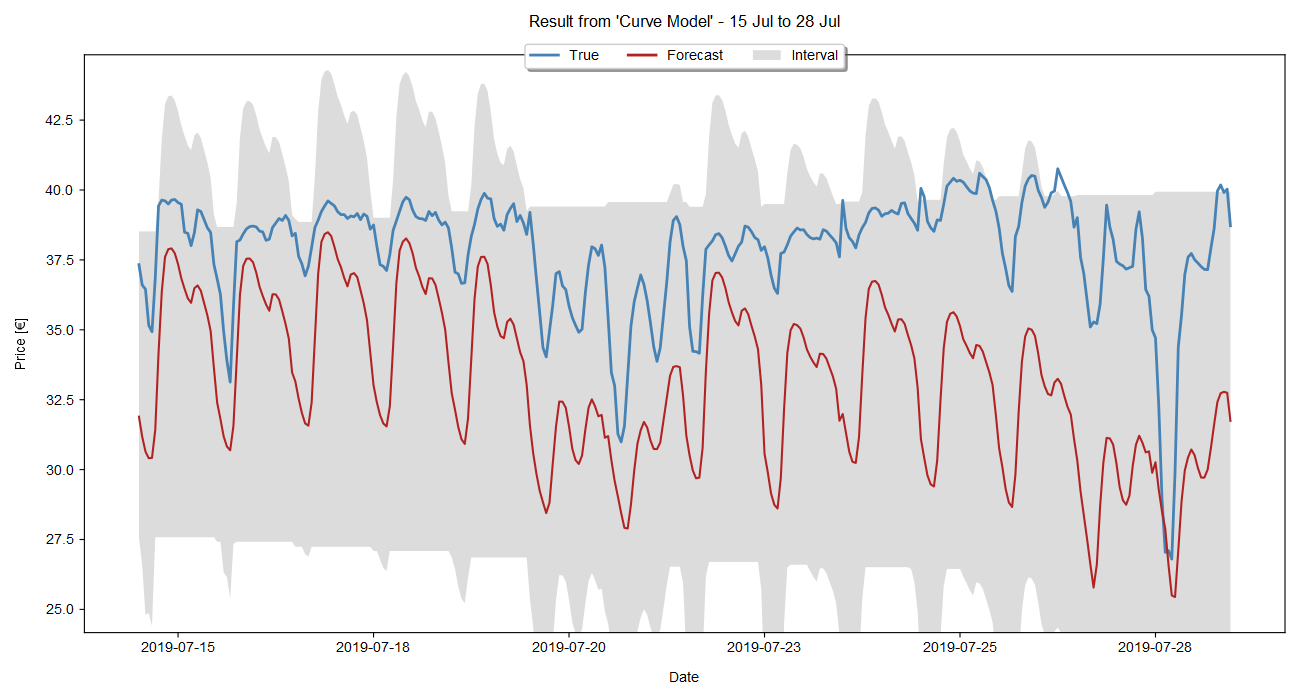 Result from 'Curve Model' - 15 Jul to 28 Jul
True Forecast Interval
Price [€]
42.5
40.0
37.5
35.0
32.5
30.0
27.5
25.0
2019-07-15 2019-07-18 2019-07-20 2019-07-23 2019-07-25 2019-07-28
Date